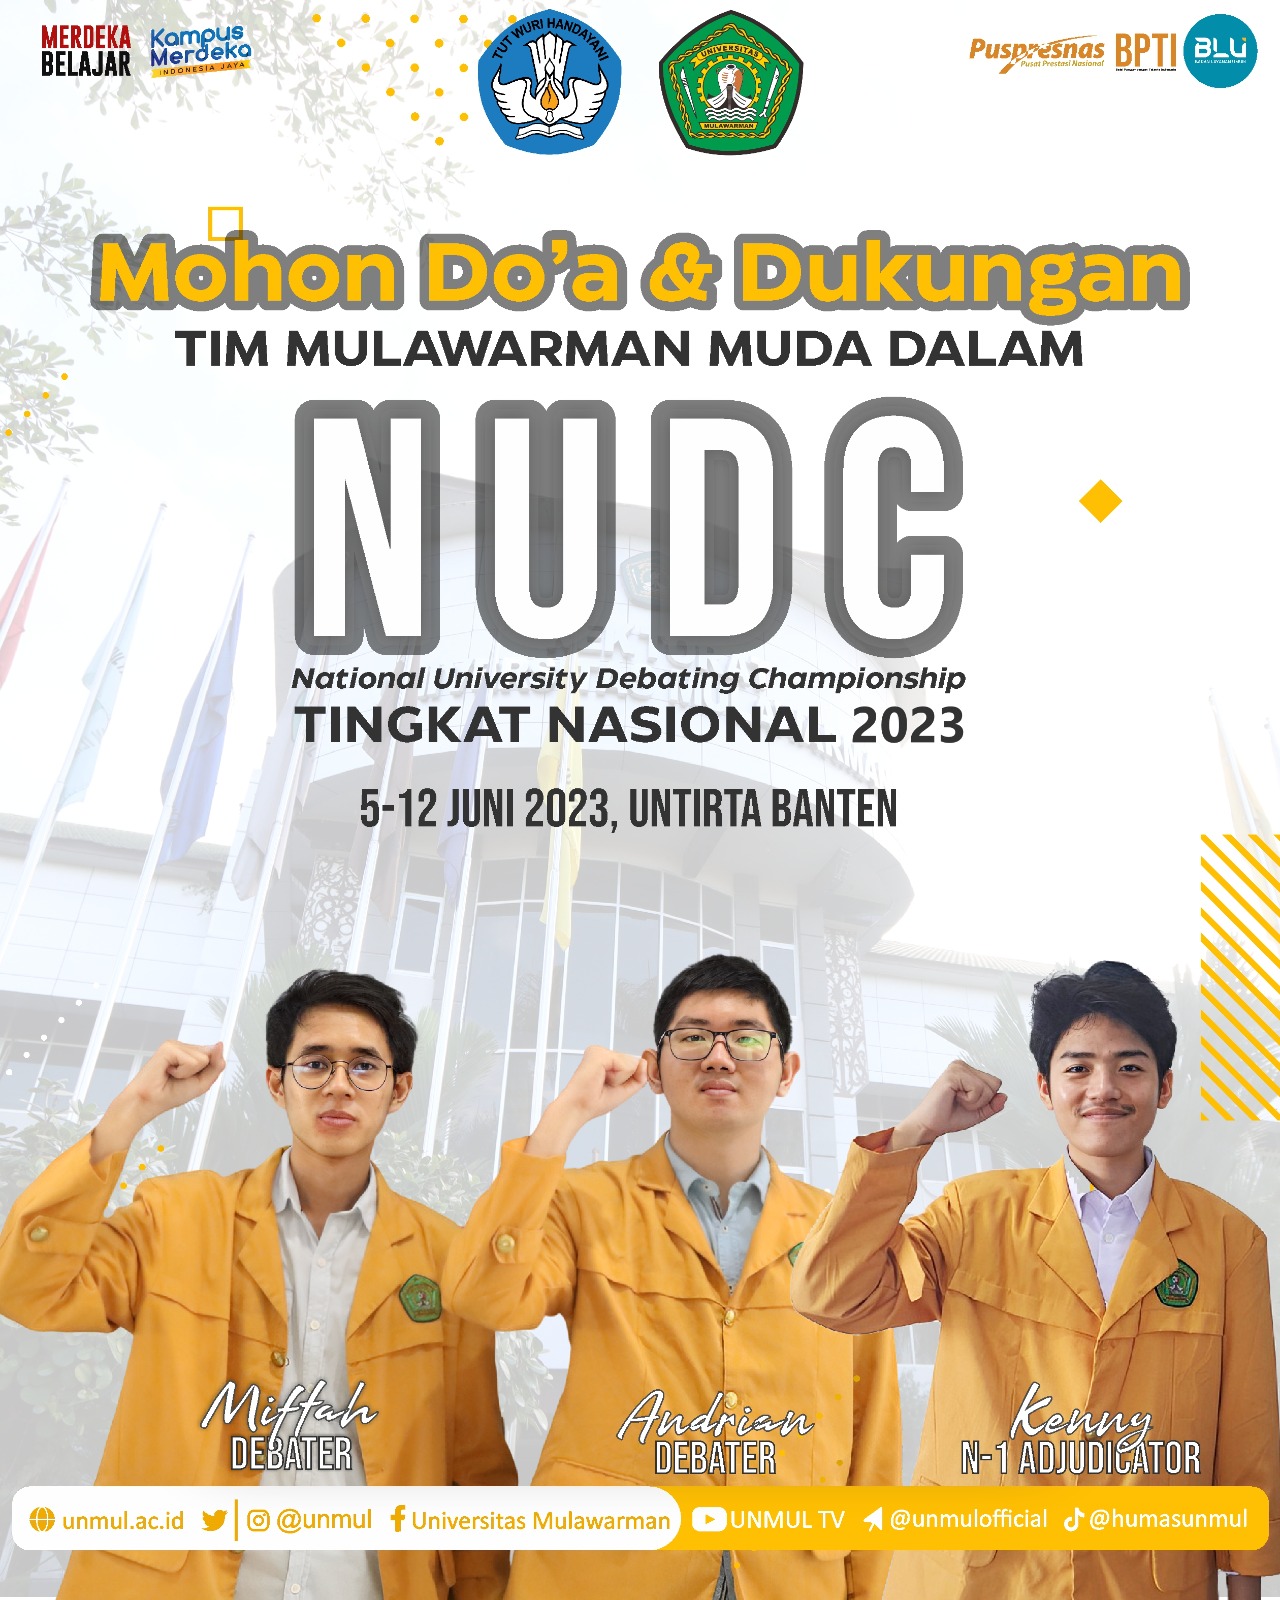 MERDEKA
BELAJAR
Kampus
Merdeka
INDONESIA JAYA
TUT WURI HANDAYANI
UNIVERSITAS
MULAWARMAN
Puspresnas
Pusat Prestasi Nasional
BPTI
BLU
Mohon Do'a & Dukungan
TIM MULAWARMAN MUDA DALAM
NUDC
National University Debating Championship
TINGKAT NASIONAL 2023
5-12 JUNI 2023, UNTIRTA BANTEN
Miftah
DEBATER
Andrian
DEBATER
Kenny
N-1 ADJUDICATOR
unmul.ac.id
@unmul
Universitas Mulawarman
UNMUL TV
@unmulofficial
@humasunmul